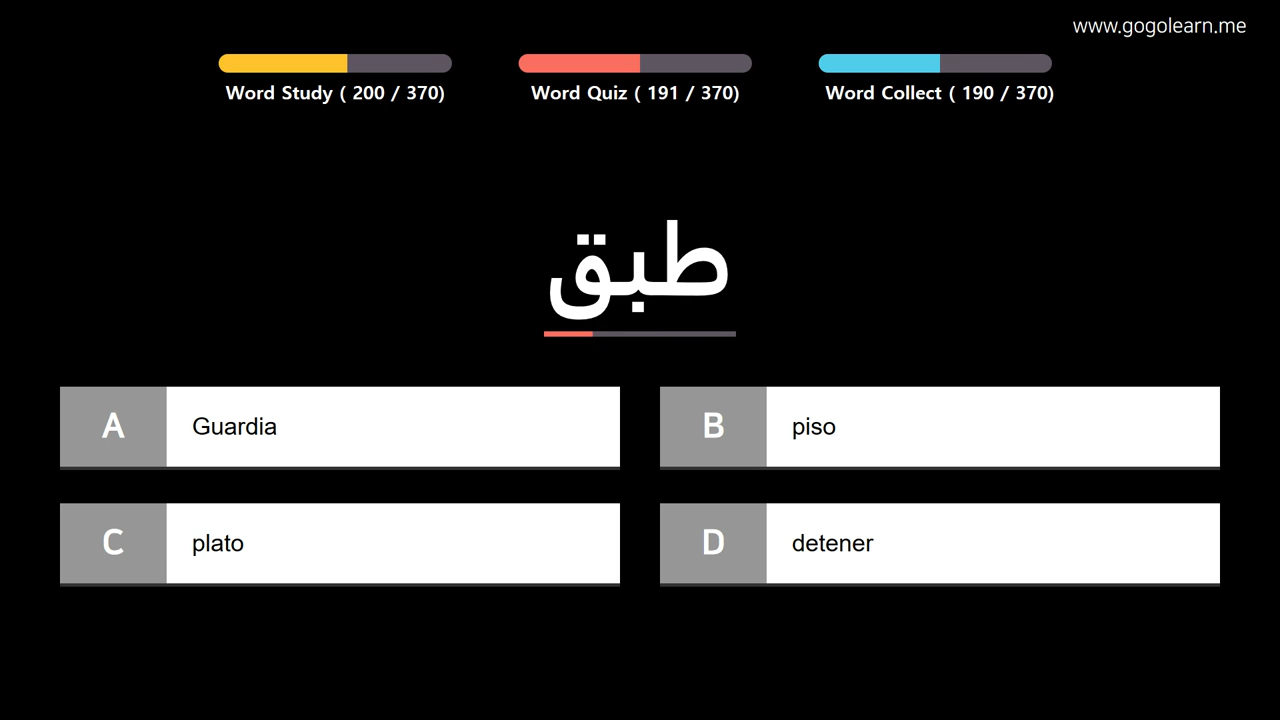 www.gogolearn.me
Word Study ( 200 / 370)
Word Quiz ( 191 / 370)
Word Collect ( 190 / 370)
طبق
A Guardia
B piso
C plato
D detener